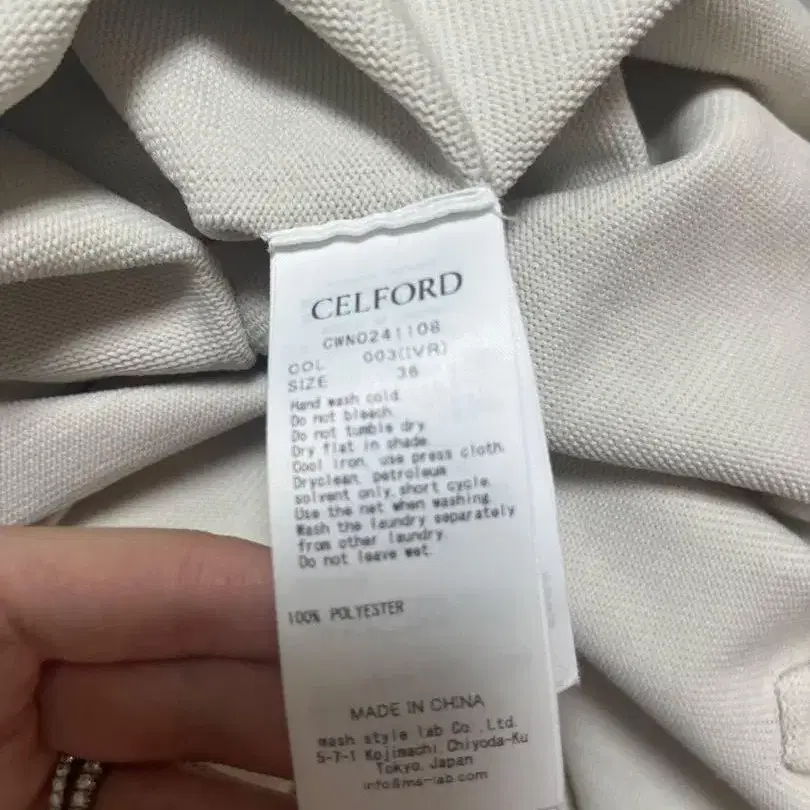 CELFORD
CWNO241108
COL 003(IVR)
SIZE 36
Hand wash cold.
Do not bleach.
Do not tumble dry.
Dry flat in shade.
Cool iron, use press cloth.
Dryclean, petroleum
solvent only, short cycle.
Use the net when washing.
Wash the laundry separately
from other laundry.
Do not leave wet.
100% POLYESTER
MADE IN CHINA
mash style lab Co.,Ltd.
5-7-1 Kojimachi, Chiyoda-Ku
Tokyo, Japan
info@ms-lab.com